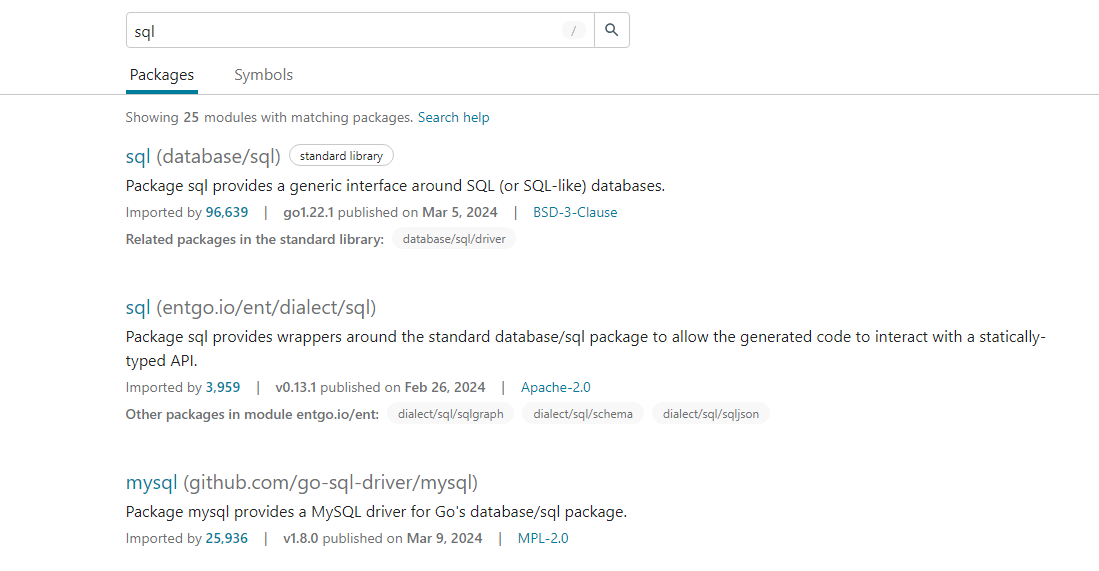 sql /
Packages Symbols
Showing 25 modules with matching packages. Search help
sql (database/sql) standard library
Package sql provides a generic interface around SQL (or SQL-like) databases.
Imported by 96,639 | go1.22.1 published on Mar 5, 2024 | BSD-3-Clause
Related packages in the standard library: database/sql/driver
sql (entgo.io/ent/dialect/sql)
Package sql provides wrappers around the standard database/sql package to allow the generated code to interact with a statically-
typed API.
Imported by 3,959 | v0.13.1 published on Feb 26, 2024 | Apache-2.0
Other packages in module entgo.io/ent: dialect/sql/sqlgraph dialect/sql/schema dialect/sql/sqljson
mysql (github.com/go-sql-driver/mysql)
Package mysql provides a MySQL driver for Go's database/sql package.
Imported by 25,936 | v1.8.0 published on Mar 9, 2024 | MPL-2.0